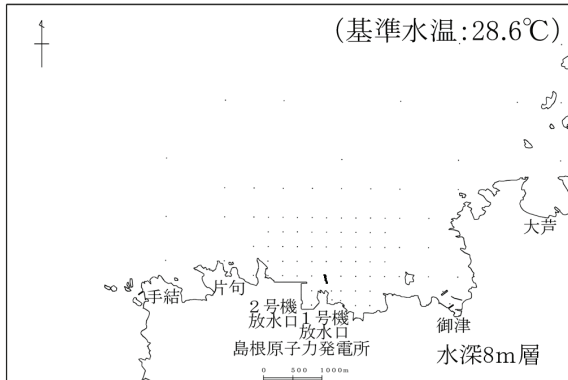 (基準水温:28.6℃)
大芦
片句
手結
2号機
放水口
1号機
放水口
御津
島根原子力発電所
水深8m層
0 500 1000m